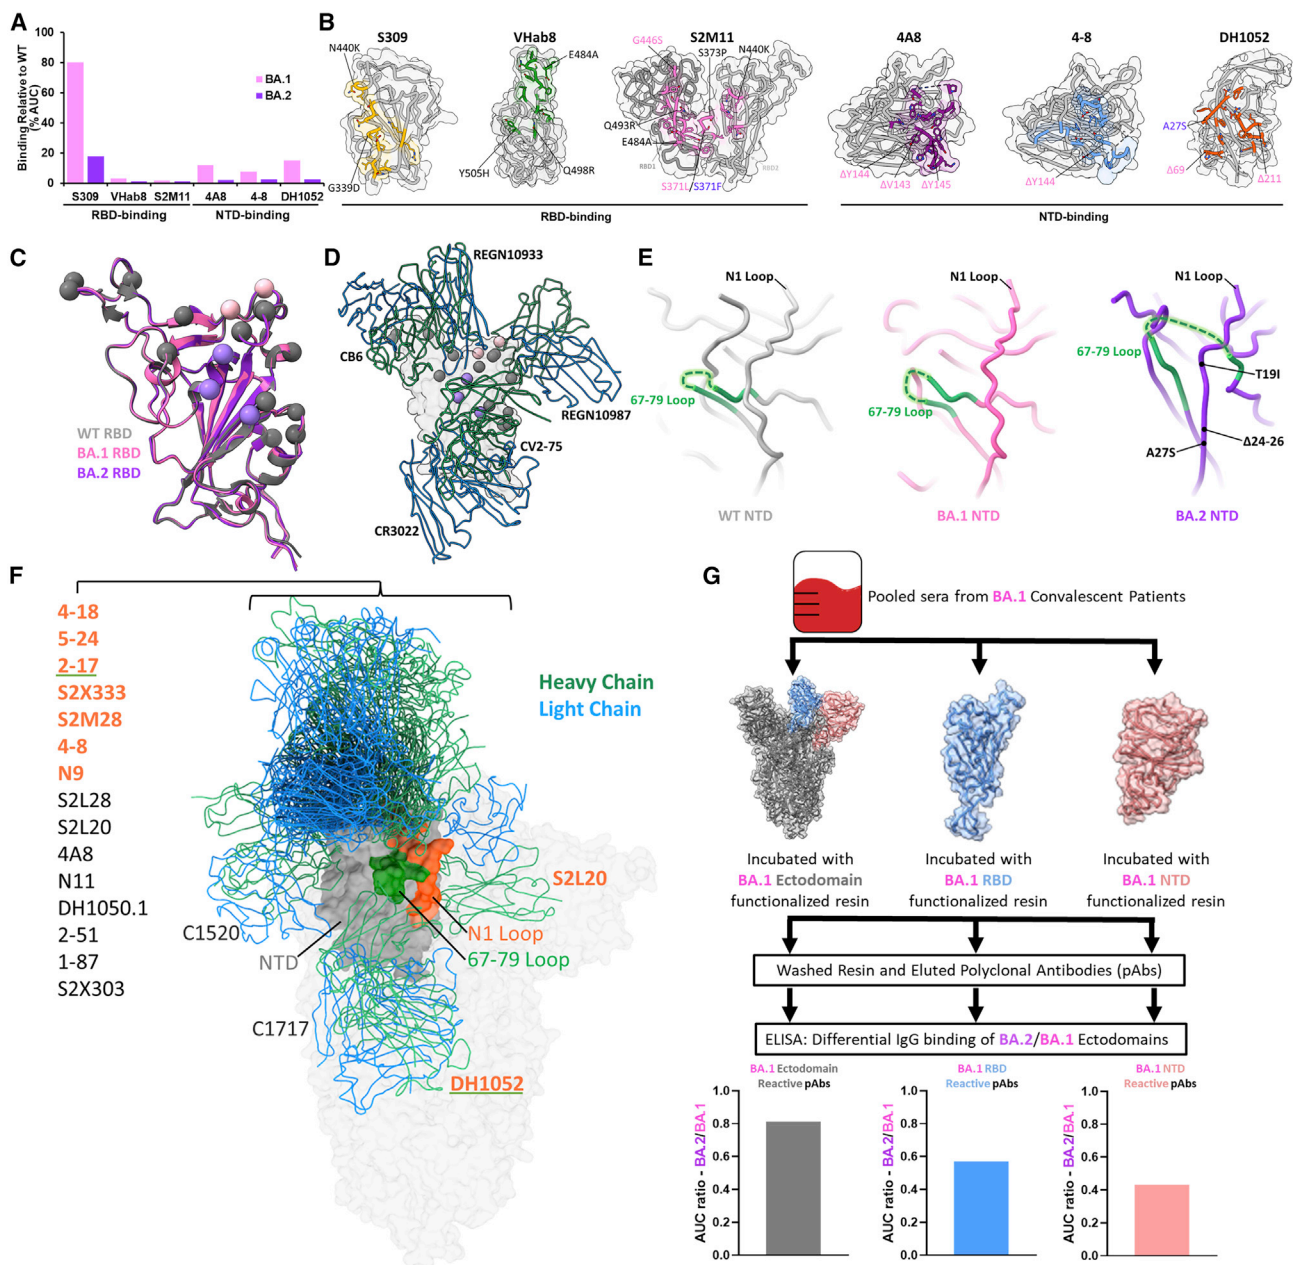 A
Binding Relative to WT
(% AUC)
100
80
60
40
20
0
BA.1
BA.2
S309
VHab8
S2M11
4A8
4-8
DH1052
RBD-binding
NTD-binding
B
S309
N440K
G339D
VHab8
E484A
Y505H
Q498R
S2M11
G446S
S373P
N440K
Q493R
E484A
RBD1
RBD2
S371L/S371F
4A8
ΔY144
ΔV143
ΔY145
4-8
ΔY144
DH1052
A27S
Δ69
Δ211
RBD-binding
NTD-binding
C
WT RBD
BA.1 RBD
BA.2 RBD
D
REGN10933
CB6
REGN10987
CV2-75
CR3022
E
N1 Loop
67-79 Loop
WT NTD
N1 Loop
67-79 Loop
BA.1 NTD
N1 Loop
67-79 Loop
T19I
Δ24-26
A27S
BA.2 NTD
F
4-18
5-24
2-17
S2X333
S2M28
4-8
N9
S2L28
S2L20
4A8
N11
DH1050.1
2-51
1-87
S2X303
Heavy Chain
Light Chain
S2L20
C1520
N1 Loop
NTD
67-79 Loop
C1717
DH1052
G
Pooled sera from BA.1 Convalescent Patients
Incubated with
BA.1 Ectodomain
functionalized resin
Incubated with
BA.1 RBD
functionalized resin
Incubated with
BA.1 NTD
functionalized resin
Washed Resin and Eluted Polyclonal Antibodies (pAbs)
ELISA: Differential IgG binding of BA.2/BA.1 Ectodomains
BA.1 Ectodomain
Reactive pAbs
AUC ratio - BA.2/BA.1
1.0
0.8
0.6
0.4
0.2
0.0
BA.1 RBD
Reactive pAbs
AUC ratio - BA.2/BA.1
1.0
0.8
0.6
0.4
0.2
0.0
BA.1 NTD
Reactive pAbs
AUC ratio - BA.2/BA.1
1.0
0.8
0.6
0.4
0.2
0.0